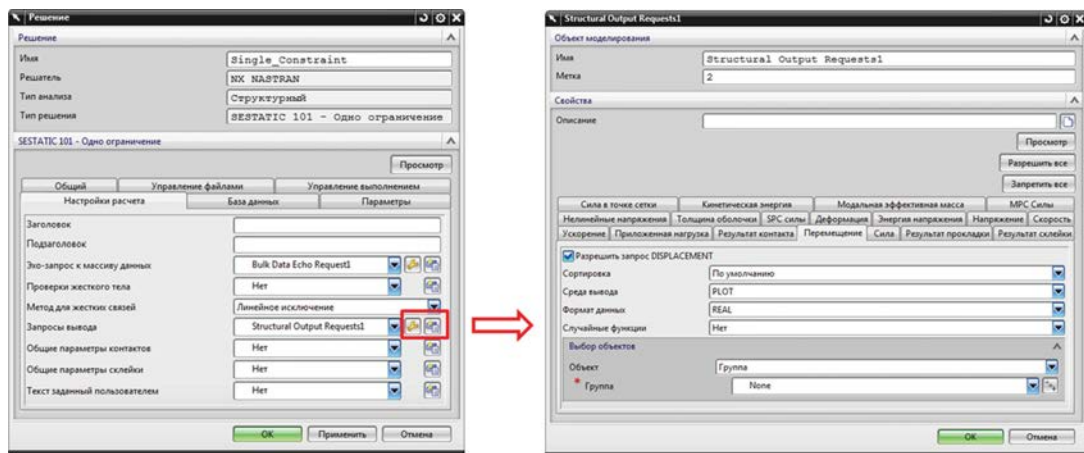 Решение
Решение
Имя Single_Constraint
Решатель NX NASTRAN
Тип анализа Структурный
Тип решения SESTATIC 101 - Одно ограничение
SESTATIC 101 - Одно ограничение
Просмотр
Общий Управление файлами Управление выполнением
Настройки расчета База данных Параметры
Заголовок
Подзаголовок
Эхо-запрос к массиву данных Bulk Data Echo Request1
Проверки жесткого тела Нет
Метод для жестких связей Линейное исключение
Запросы вывода Structural Output Requests1
Общие параметры контактов Нет
Общие параметры склейки Нет
Текст заданный пользователем Нет
OK Применить Отмена
Structural Output Requests1
Объект моделирования
Имя Structural Output Requests1
Метка 2
Свойства
Описание
Просмотр
Разрешить все
Запретить все
Сила в точке сетки Кинетическая энергия Модальная эффективная масса MPC Силы
Нелинейные напряжения Толщина оболочки SPC силы Деформация Энергия напряжения Напряжение Скорость
Ускорение Приложенная нагрузка Результат контакта Перемещение Сила Результат прокладки Результат склейки
Разрешить запрос DISPLACEMENT
Сортировка По умолчанию
Среда вывода PLOT
Формат данных REAL
Случайные функции Нет
Выбор объектов
Объект Группа
* Группа None
OK Отмена